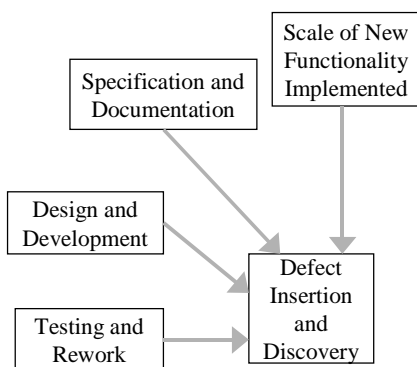 Scale of New
Functionality
Implemented
Specification and
Documentation
Design and
Development
Defect
Insertion
and
Discovery
Testing and
Rework